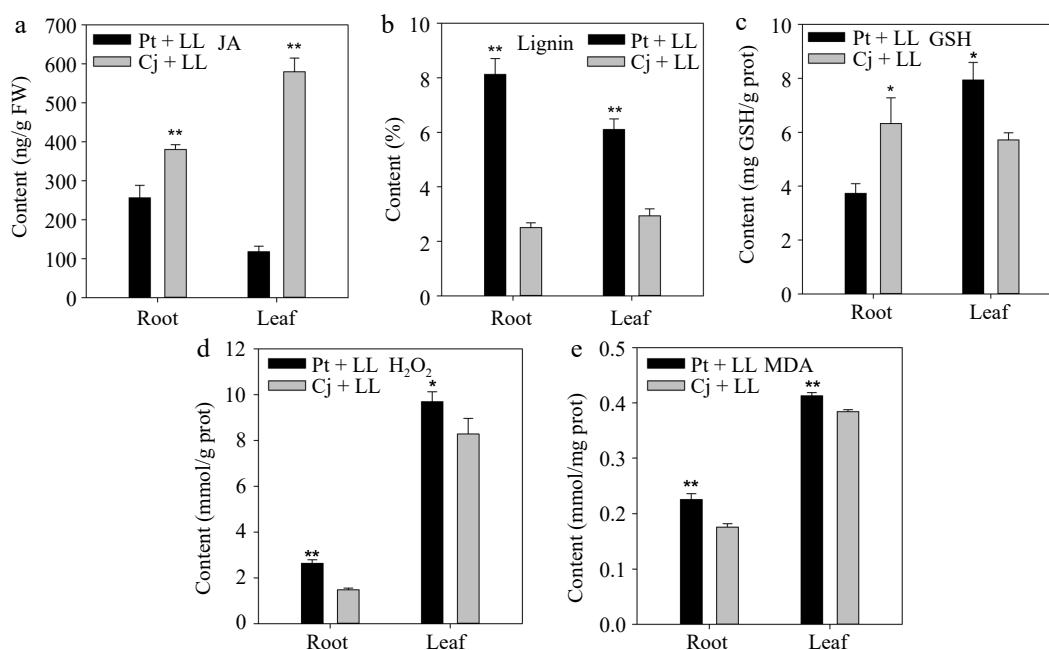 a
Content (ng/g FW)
700
600
500
400
300
200
100
0
Pt + LL JA
Cj + LL
**
**
Root Leaf
b
Content (%)
10
8
6
4
2
0
Lignin
Pt + LL
Cj + LL
**
**
Root Leaf
c
Content (mg GSH/g prot)
10
8
6
4
2
0
Pt + LL GSH
Cj + LL
*
*
Root Leaf
d
Content (mmol/g prot)
12
10
8
6
4
2
0
Pt + LL H₂O₂
Cj + LL
**
*
Root Leaf
e
Content (mmol/mg prot)
0.5
0.4
0.3
0.2
0.1
0.0
Pt + LL MDA
Cj + LL
**
**
Root Leaf